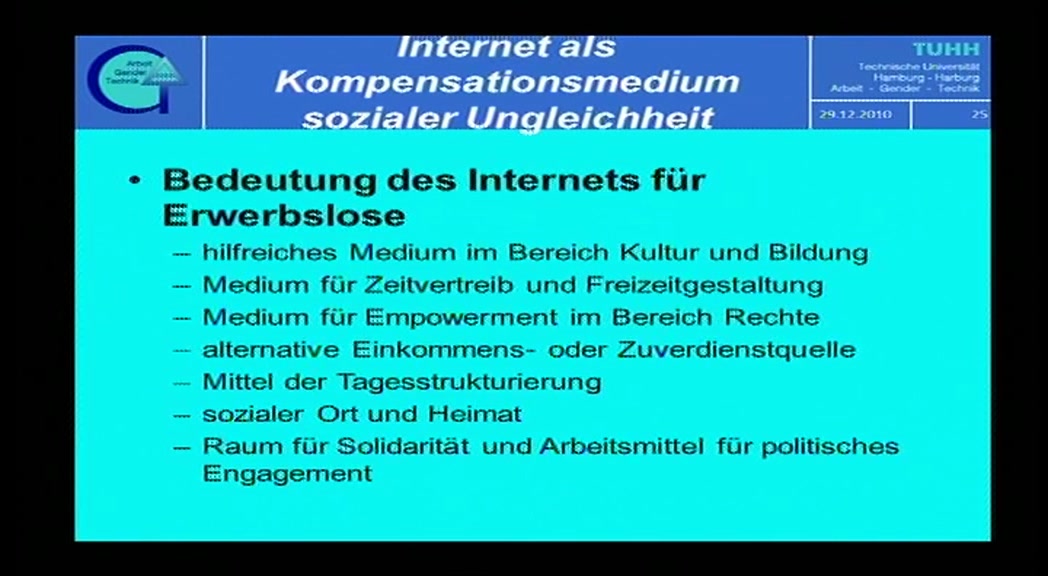 Arbeit
Gender
Technik
Internet als
Kompensationsmedium
sozialer Ungleichheit
TUHH
Technische Universität
Hamburg - Harburg
Arbeit - Gender - Technik
29.12.2010
25
• Bedeutung des Internets für
Erwerbslose
– hilfreiches Medium im Bereich Kultur und Bildung
– Medium für Zeitvertreib und Freizeitgestaltung
– Medium für Empowerment im Bereich Rechte
– alternative Einkommens- oder Zuverdienstquelle
– Mittel der Tagesstrukturierung
– sozialer Ort und Heimat
– Raum für Solidarität und Arbeitsmittel für politisches
Engagement